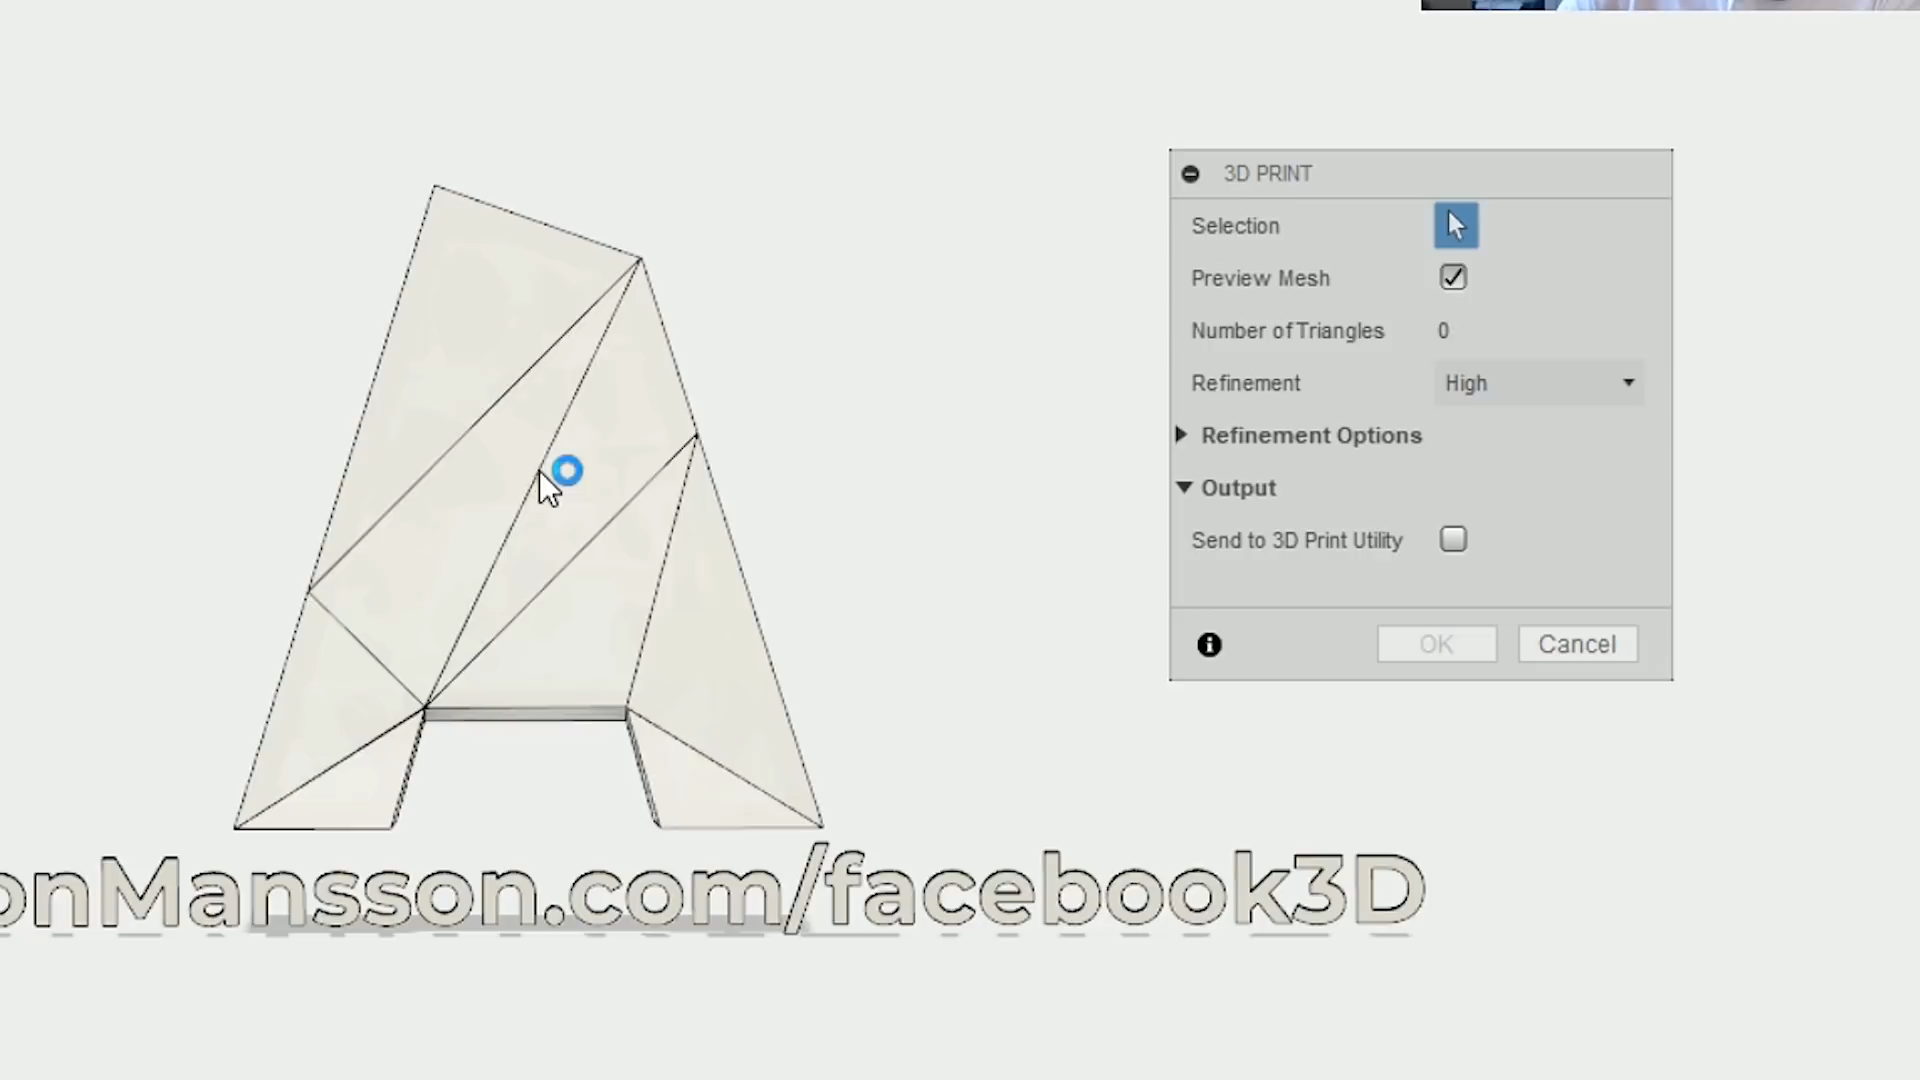 3D PRINT
Selection
Preview Mesh
Number of Triangles 0
Refinement High
Refinement Options
Output
Send to 3D Print Utility
OK Cancel
onMansson.com/facebook3D